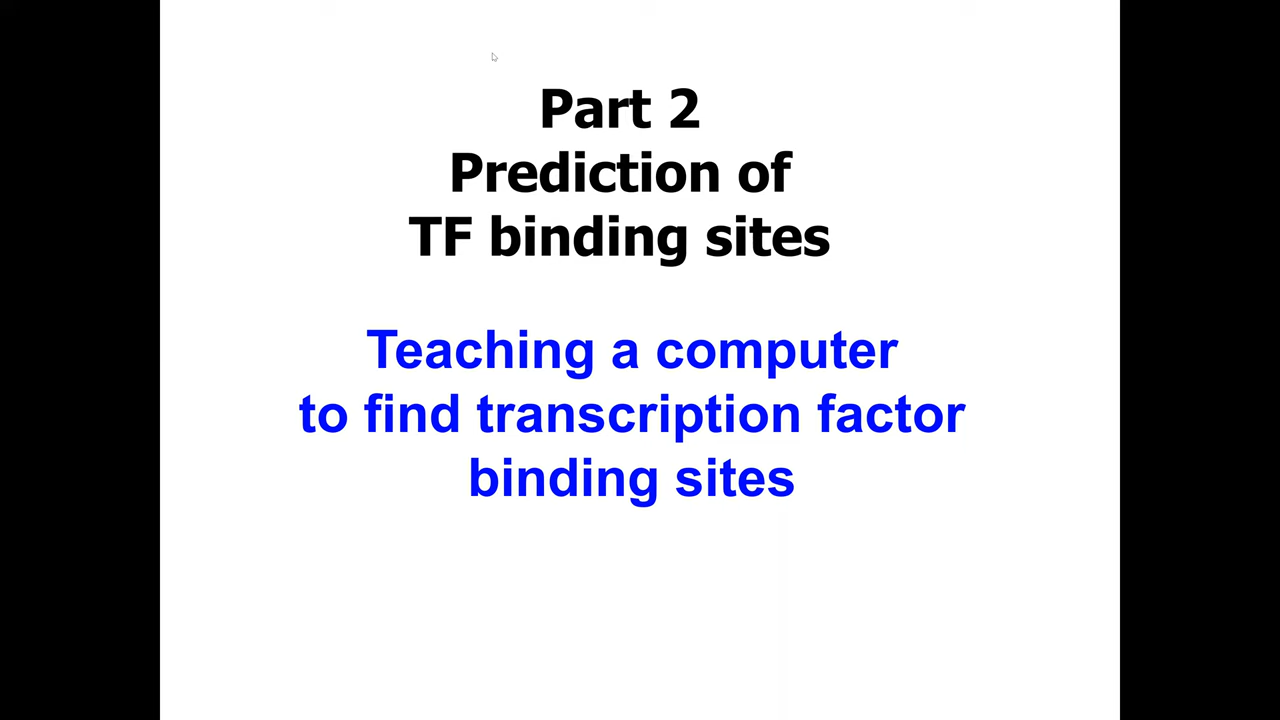 Part 2
Prediction of
TF binding sites
Teaching a computer
to find transcription factor
binding sites